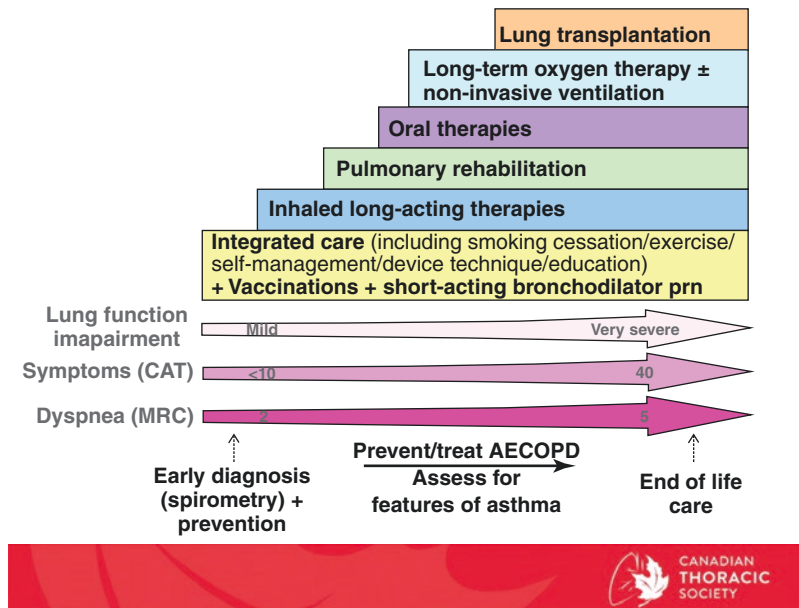 Lung transplantation
Long-term oxygen therapy ±
non-invasive ventilation
Oral therapies
Pulmonary rehabilitation
Inhaled long-acting therapies
Integrated care (including smoking cessation/exercise/
self-management/device technique/education)
+ Vaccinations + short-acting bronchodilator prn
Lung function
imapairment
Mild
Very severe
Symptoms (CAT)
<10
40
Dyspnea (MRC)
2
5
Early diagnosis
(spirometry) +
prevention
Prevent/treat AECOPD
Assess for
features of asthma
End of life
care
CANADIAN
THORACIC
SOCIETY